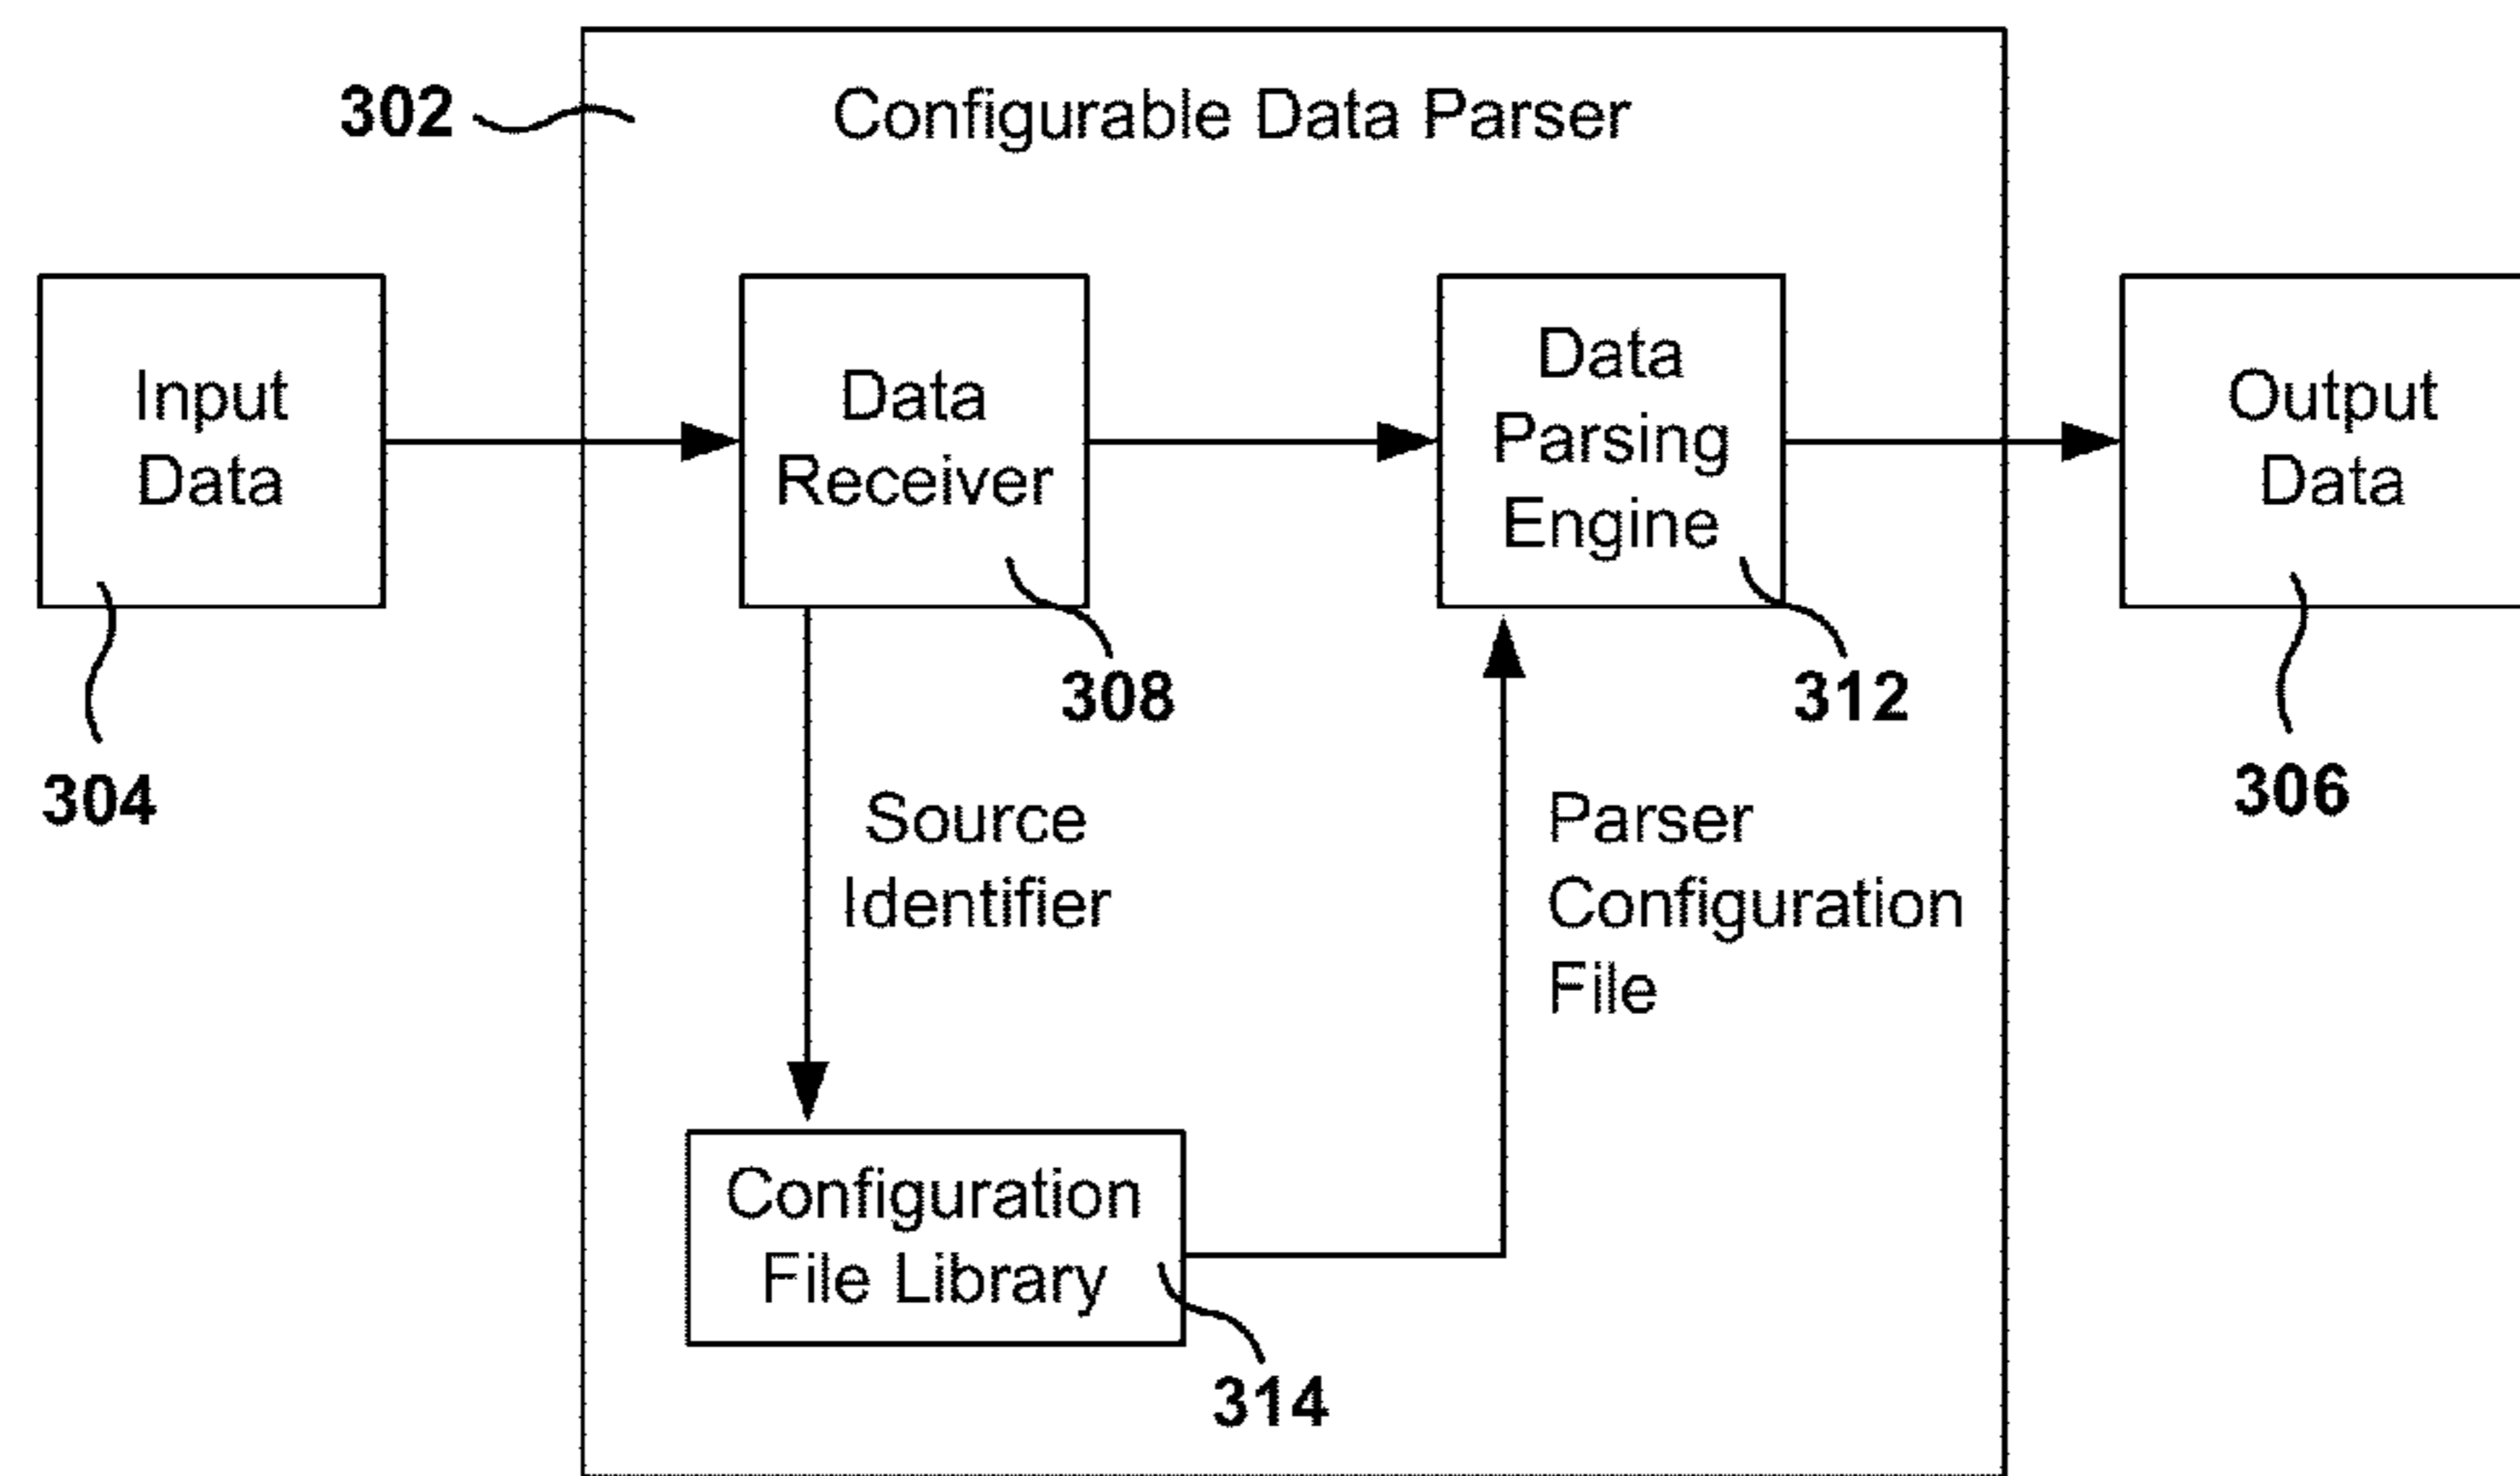 302
Configurable Data Parser
Input
Data
304
Data
Receiver
308
Data
Parsing
Engine
312
Output
Data
306
Source
Identifier
Parser
Configuration
File
Configuration
File Library
314